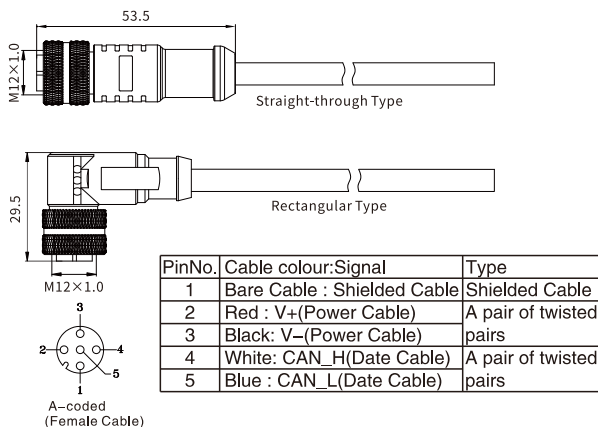 53.5
M12×1.0
Straight-through Type
29.5
Rectangular Type
M12×1.0
PinNo. Cable colour:Signal Type
1 Bare Cable : Shielded Cable Shielded Cable
2 Red : V+(Power Cable) A pair of twisted
3 Black: V−(Power Cable) pairs
4 White: CAN_H(Date Cable) A pair of twisted
5 Blue : CAN_L(Date Cable) pairs
3
2 4
5
1
A−coded
(Female Cable)